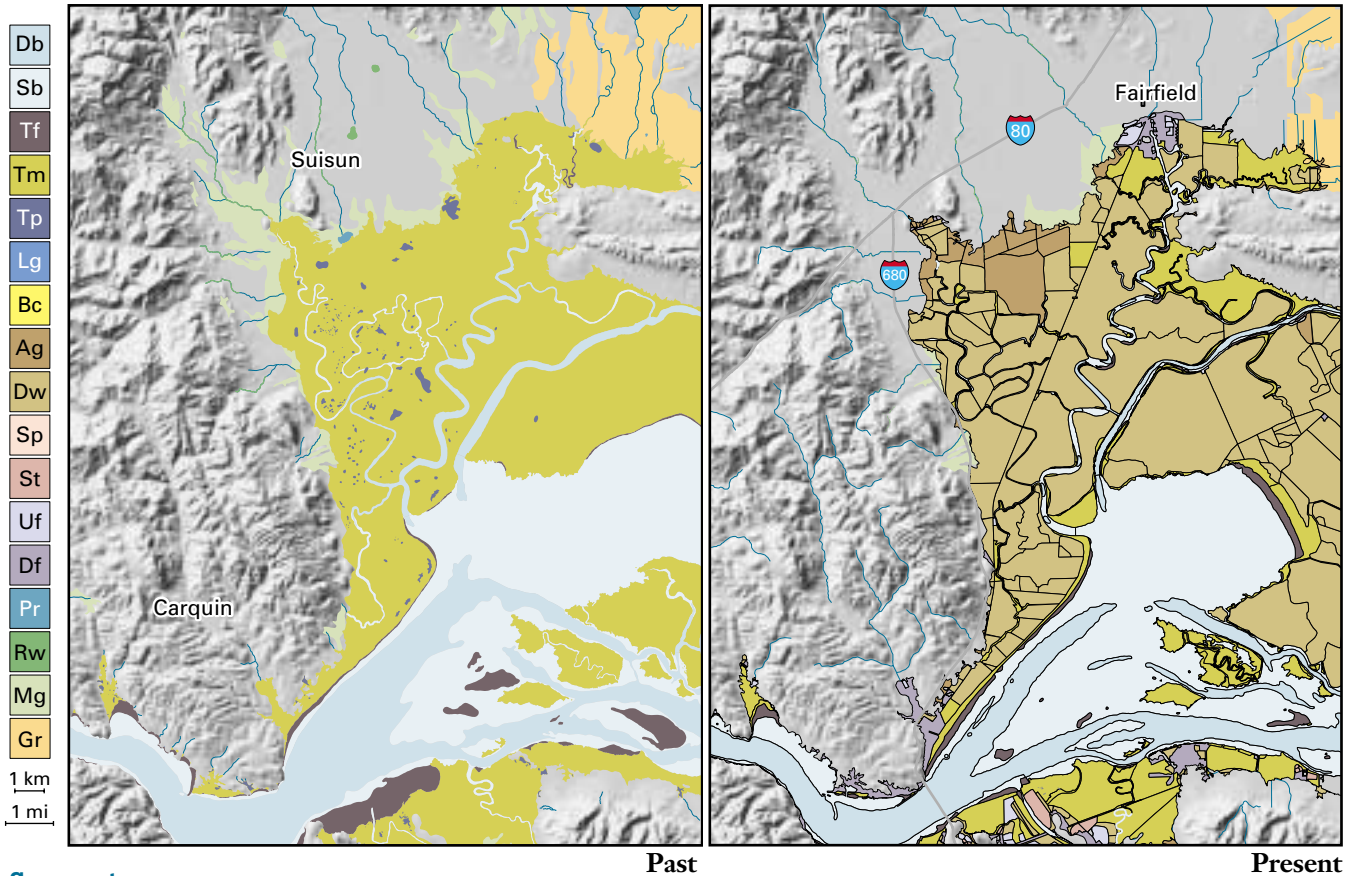 Db
Sb
Tf
Tm
Tp
Lg
Bc
Ag
Dw
Sp
St
Uf
Df
Pr
Rw
Mg
Gr
1 km
1 mi
Suisun
Carquin
Past
Fairfield
80
680
Present